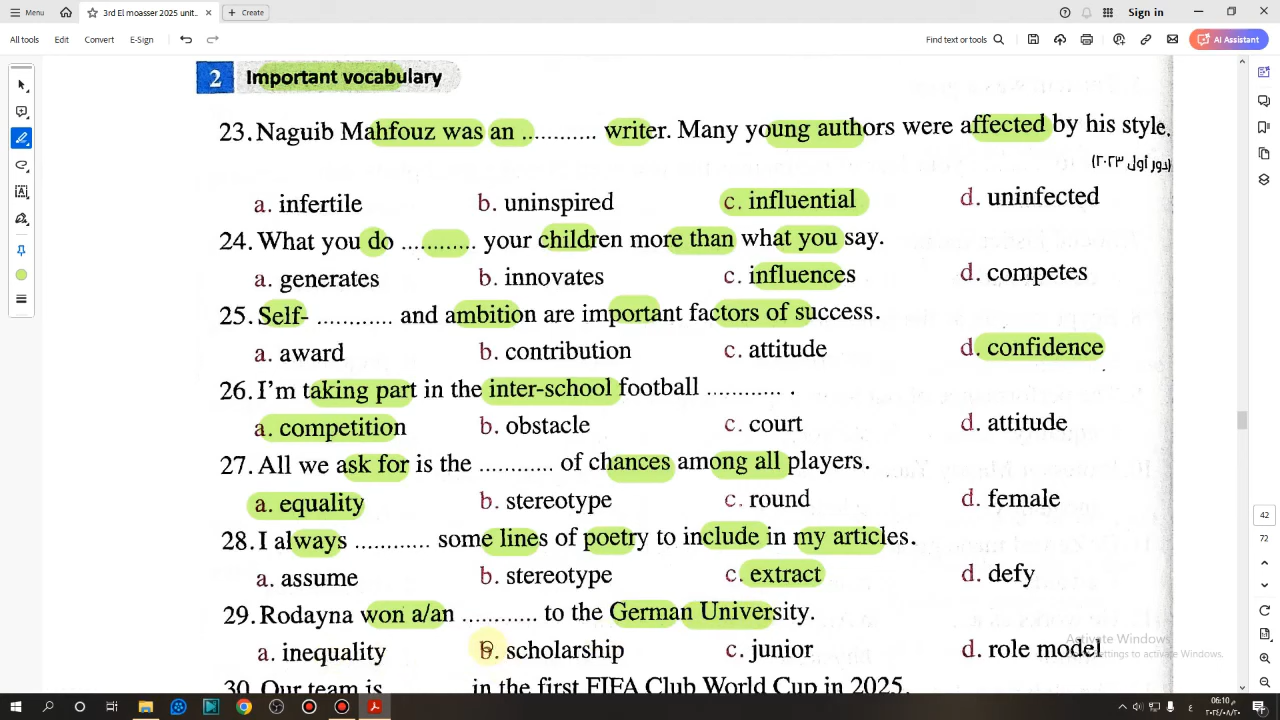 Menu
3rd El moasser 2025 unit...
+ Create
Sign in
All tools
Edit
Convert
E-Sign
Find text or tools
AI Assistant
2 Important vocabulary
23. Naguib Mahfouz was an ............ writer. Many young authors were affected by his style.
(دور أول ٢٠٢٣)
a. infertile b. uninspired c. influential d. uninfected
24. What you do ............ your children more than what you say.
a. generates b. innovates c. influences d. competes
25. Self- ............ and ambition are important factors of success.
a. award b. contribution c. attitude d. confidence
26. I'm taking part in the inter-school football ............ .
a. competition b. obstacle c. court d. attitude
27. All we ask for is the ............ of chances among all players.
a. equality b. stereotype c. round d. female
28. I always ............ some lines of poetry to include in my articles.
a. assume b. stereotype c. extract d. defy
29. Rodayna won a/an ............ to the German University.
a. inequality b. scholarship c. junior d. role model
30. Our team is in the first FIFA Club World Cup in 2025.
42
72
Activate Windows
settings to activate Windows.
06:10 م